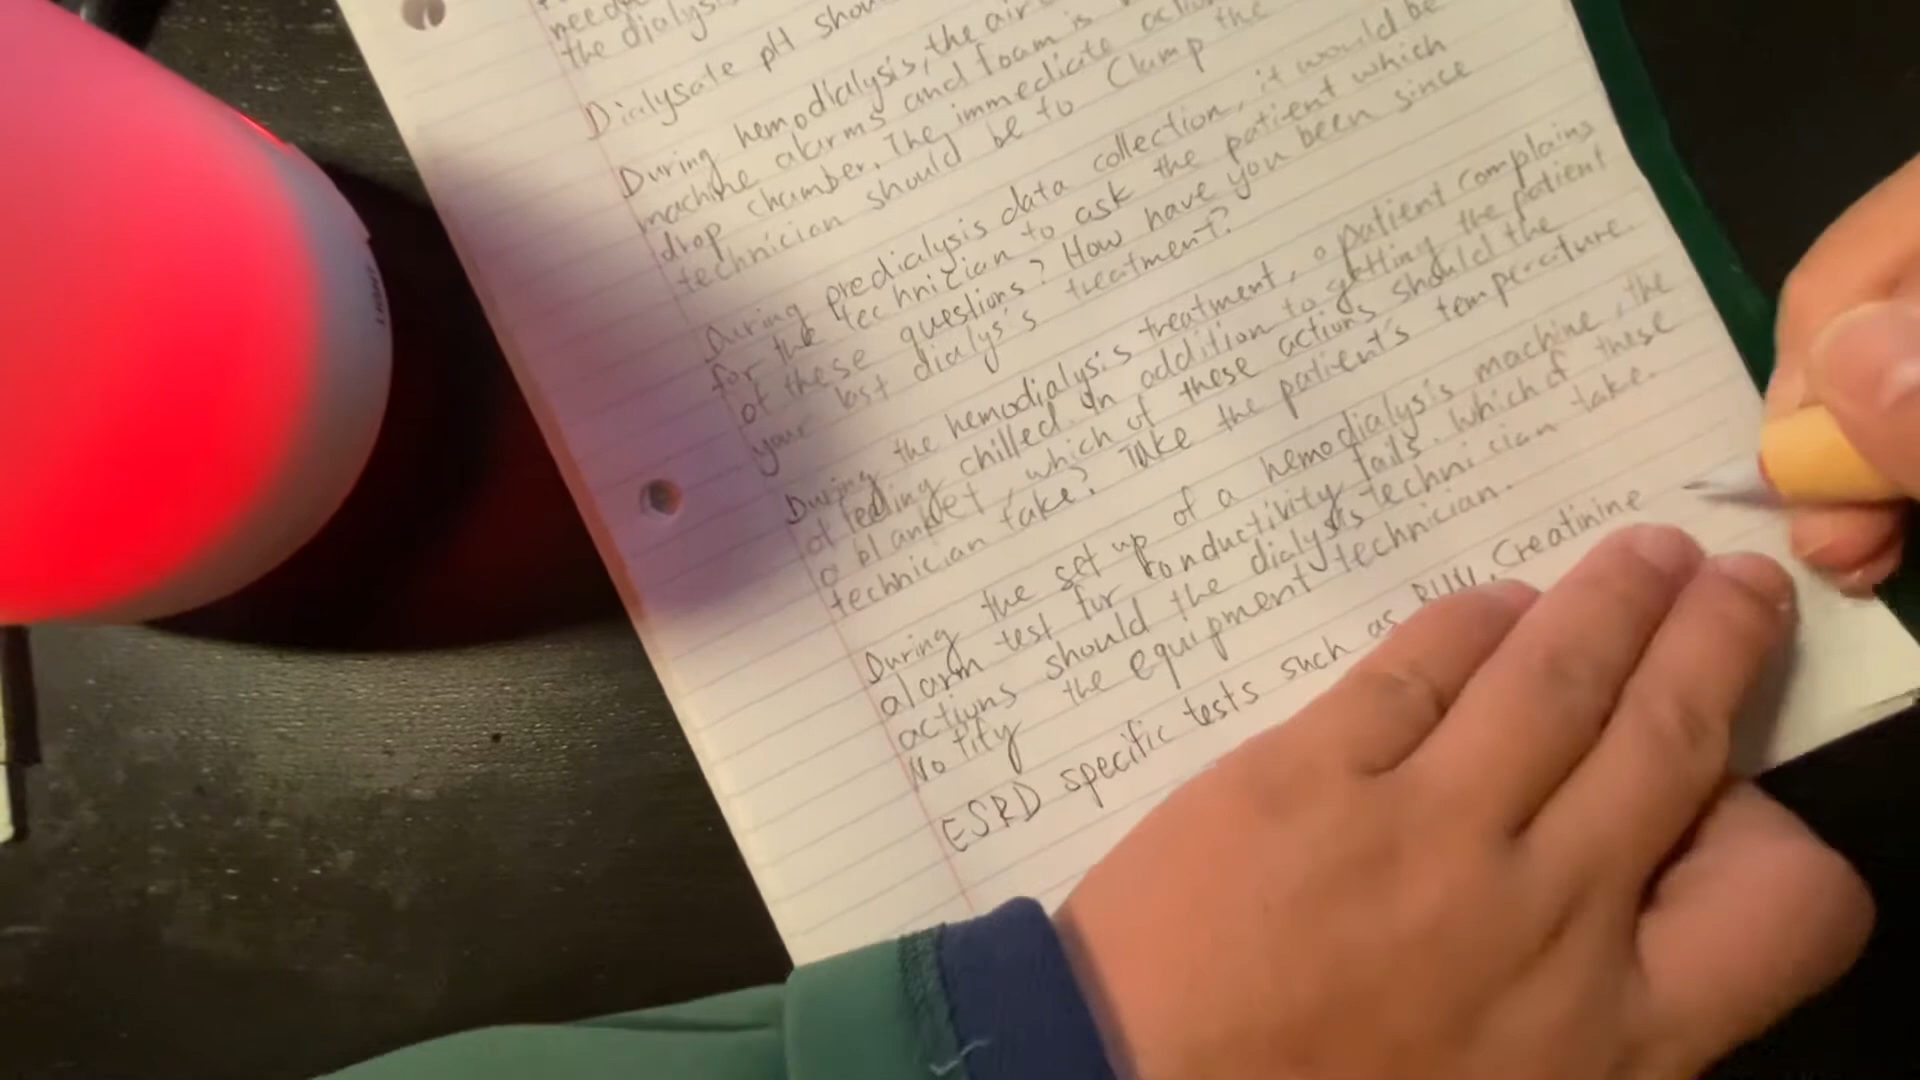 the dialysis
Dialysate pH shou
During hemodialysis, the air
machine alarms and foam is
drop chamber. The immediate action
technician should be to Clamp the
During predialysis data collection, it would be
for the technician to ask the patient which
of these questions? How have you been since
your last dialysis treatment?
During the hemodialysis treatment, a patient complains
of feeling chilled. In addition to getting the patient
a blanket, which of these actions should the
technician take? Take the patient's temperature.
During the set up of a hemodialysis machine, the
alarm test for conductivity fails. Which of these
actions should the dialysis technician take.
Notify the equipment technician.
ESRD specific tests such as BUN, Creatinine